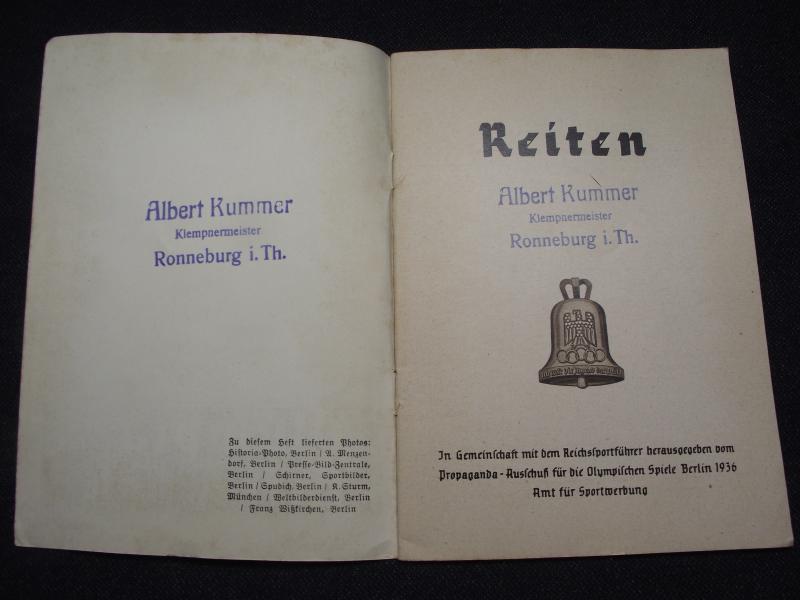 Albert Kummer
Klempnermeister
Ronneburg i. Th.
Zu diesem Heft lieferten Photos:
Historia-Photo, Berlin / A. Menzen-
dorf, Berlin / Presse-Bild-Zentrale,
Berlin / Schirner, Sportbilder,
Berlin / Spudich, Berlin / K. Sturm,
München / Weltbilderdienst, Berlin
/ Franz Wißkirchen, Berlin
Reiten
Albert Kummer
Klempnermeister
Ronneburg i. Th.
In Gemeinschaft mit dem Reichssportführer herausgegeben vom
Propaganda-Ausschuß für die Olympischen Spiele Berlin 1936
Amt für Sportwerbung